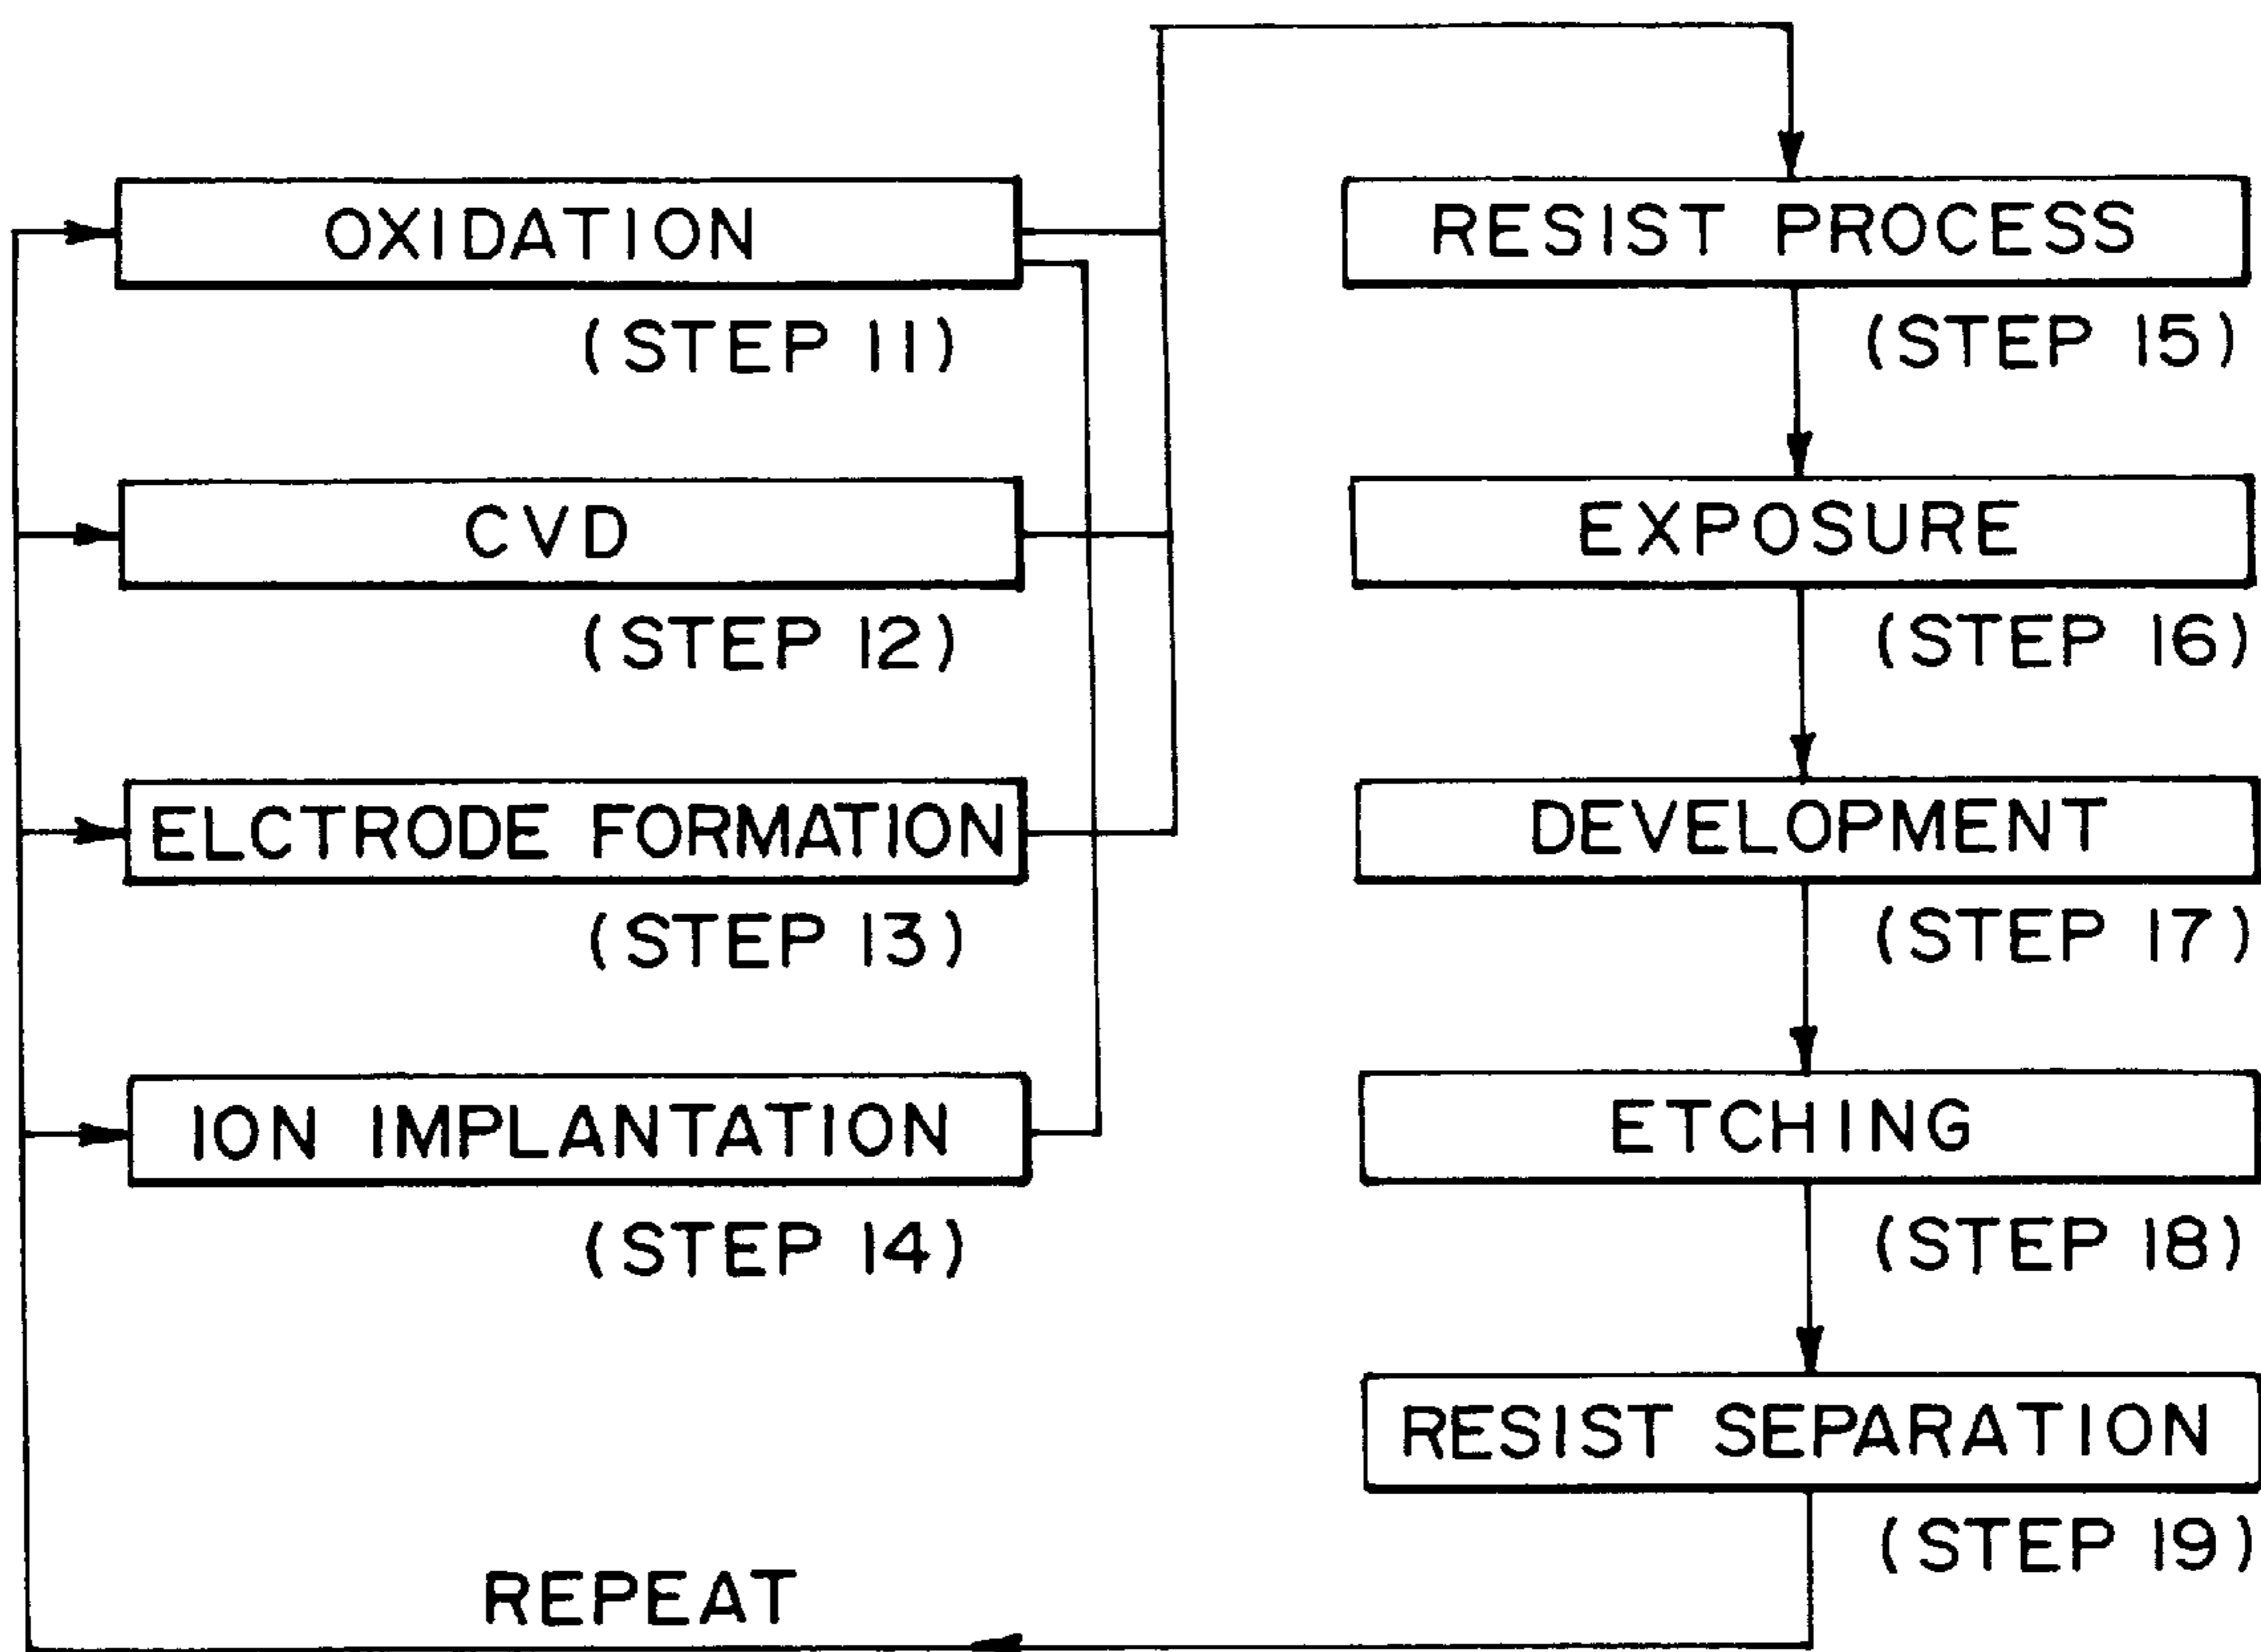 OXIDATION
(STEP 11)
CVD
(STEP 12)
ELCTRODE FORMATION
(STEP 13)
ION IMPLANTATION
(STEP 14)
RESIST PROCESS
(STEP 15)
EXPOSURE
(STEP 16)
DEVELOPMENT
(STEP 17)
ETCHING
(STEP 18)
RESIST SEPARATION
(STEP 19)
REPEAT